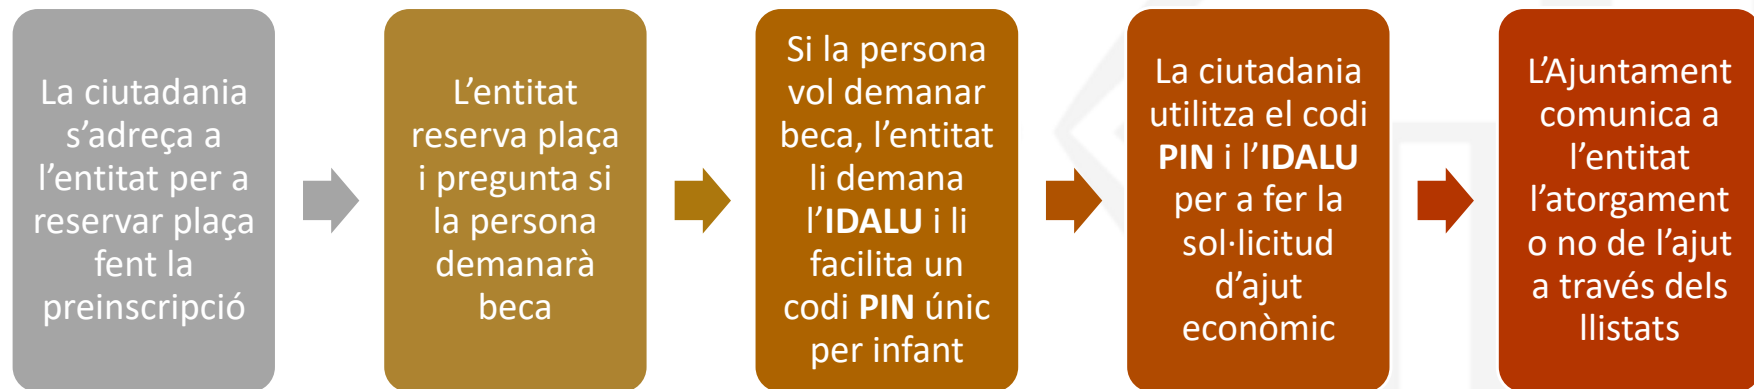 La ciutadania
s’adreça a
l’entitat per a
reservar plaça
fent la
preinscripció
L’entitat
reserva plaça
i pregunta si
la persona
demanarà
beca
Si la persona
vol demanar
beca, l’entitat
li demana
l’IDALU i li
facilita un
codi PIN únic
per infant
La ciutadania
utilitza el codi
PIN i l’IDALU
per a fer la
sol·licitud
d’ajut
econòmic
L’Ajuntament
comunica a
l’entitat
l’atorgament
o no de l’ajut
a través dels
llistats